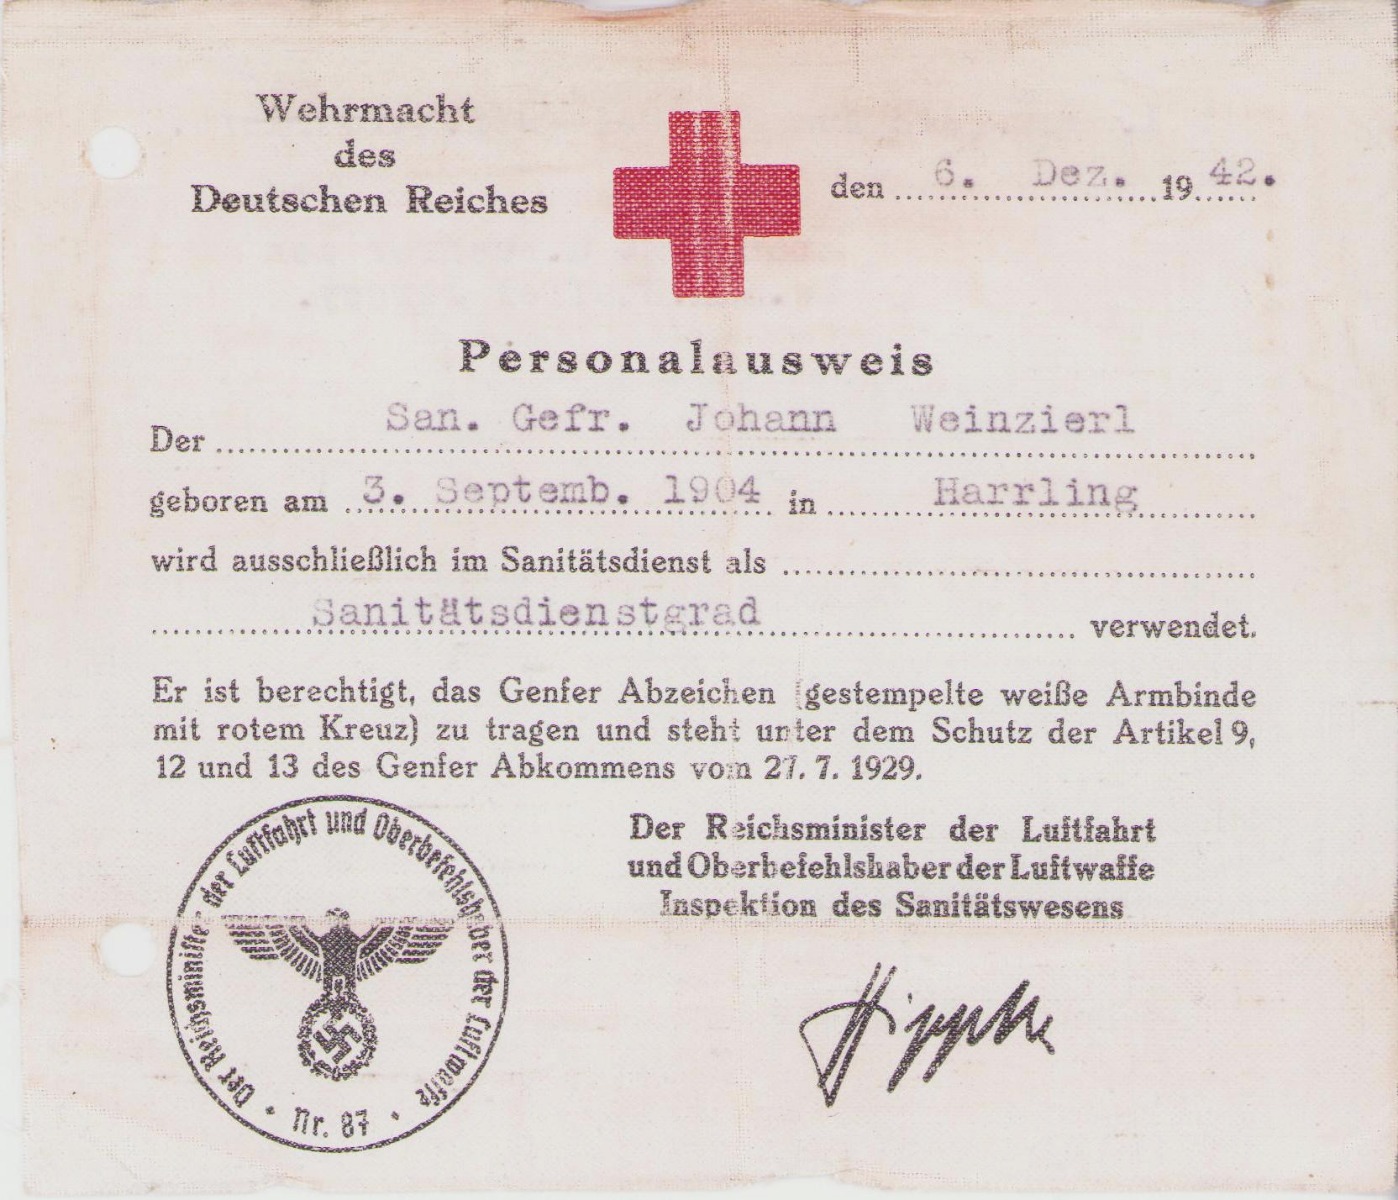 Wehrmacht
des
Deutschen Reiches
den 6. Dez. 1942.
Personalausweis
Der San. Gefr. Johann Weinzierl
geboren am 3. Septemb. 1904 in Harrling
wird ausschließlich im Sanitätsdienst als
Sanitätsdienstgrad verwendet.
Er ist berechtigt, das Genfer Abzeichen (gestempelte weiße Armbinde
mit rotem Kreuz) zu tragen und steht unter dem Schutz der Artikel 9,
12 und 13 des Genfer Abkommens vom 27. 7. 1929.
Der Reichsminister der Luftfahrt
und Oberbefehlshaber der Luftwaffe
Inspektion des Sanitätswesens
Hippke
Der Reichsminister der Luftfahrt und Oberbefehlshaber der Luftwaffe
Nr. 87